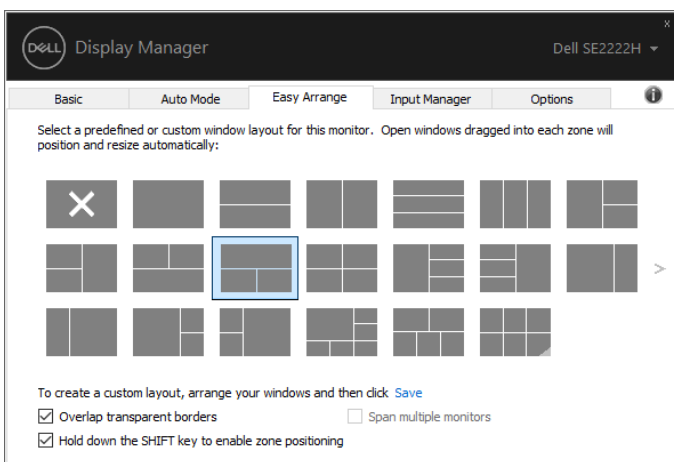 x
DELL Display Manager Dell SE2222H
Basic Auto Mode Easy Arrange Input Manager Options
Select a predefined or custom window layout for this monitor. Open windows dragged into each zone will
position and resize automatically:
To create a custom layout, arrange your windows and then click Save
Overlap transparent borders Span multiple monitors
Hold down the SHIFT key to enable zone positioning